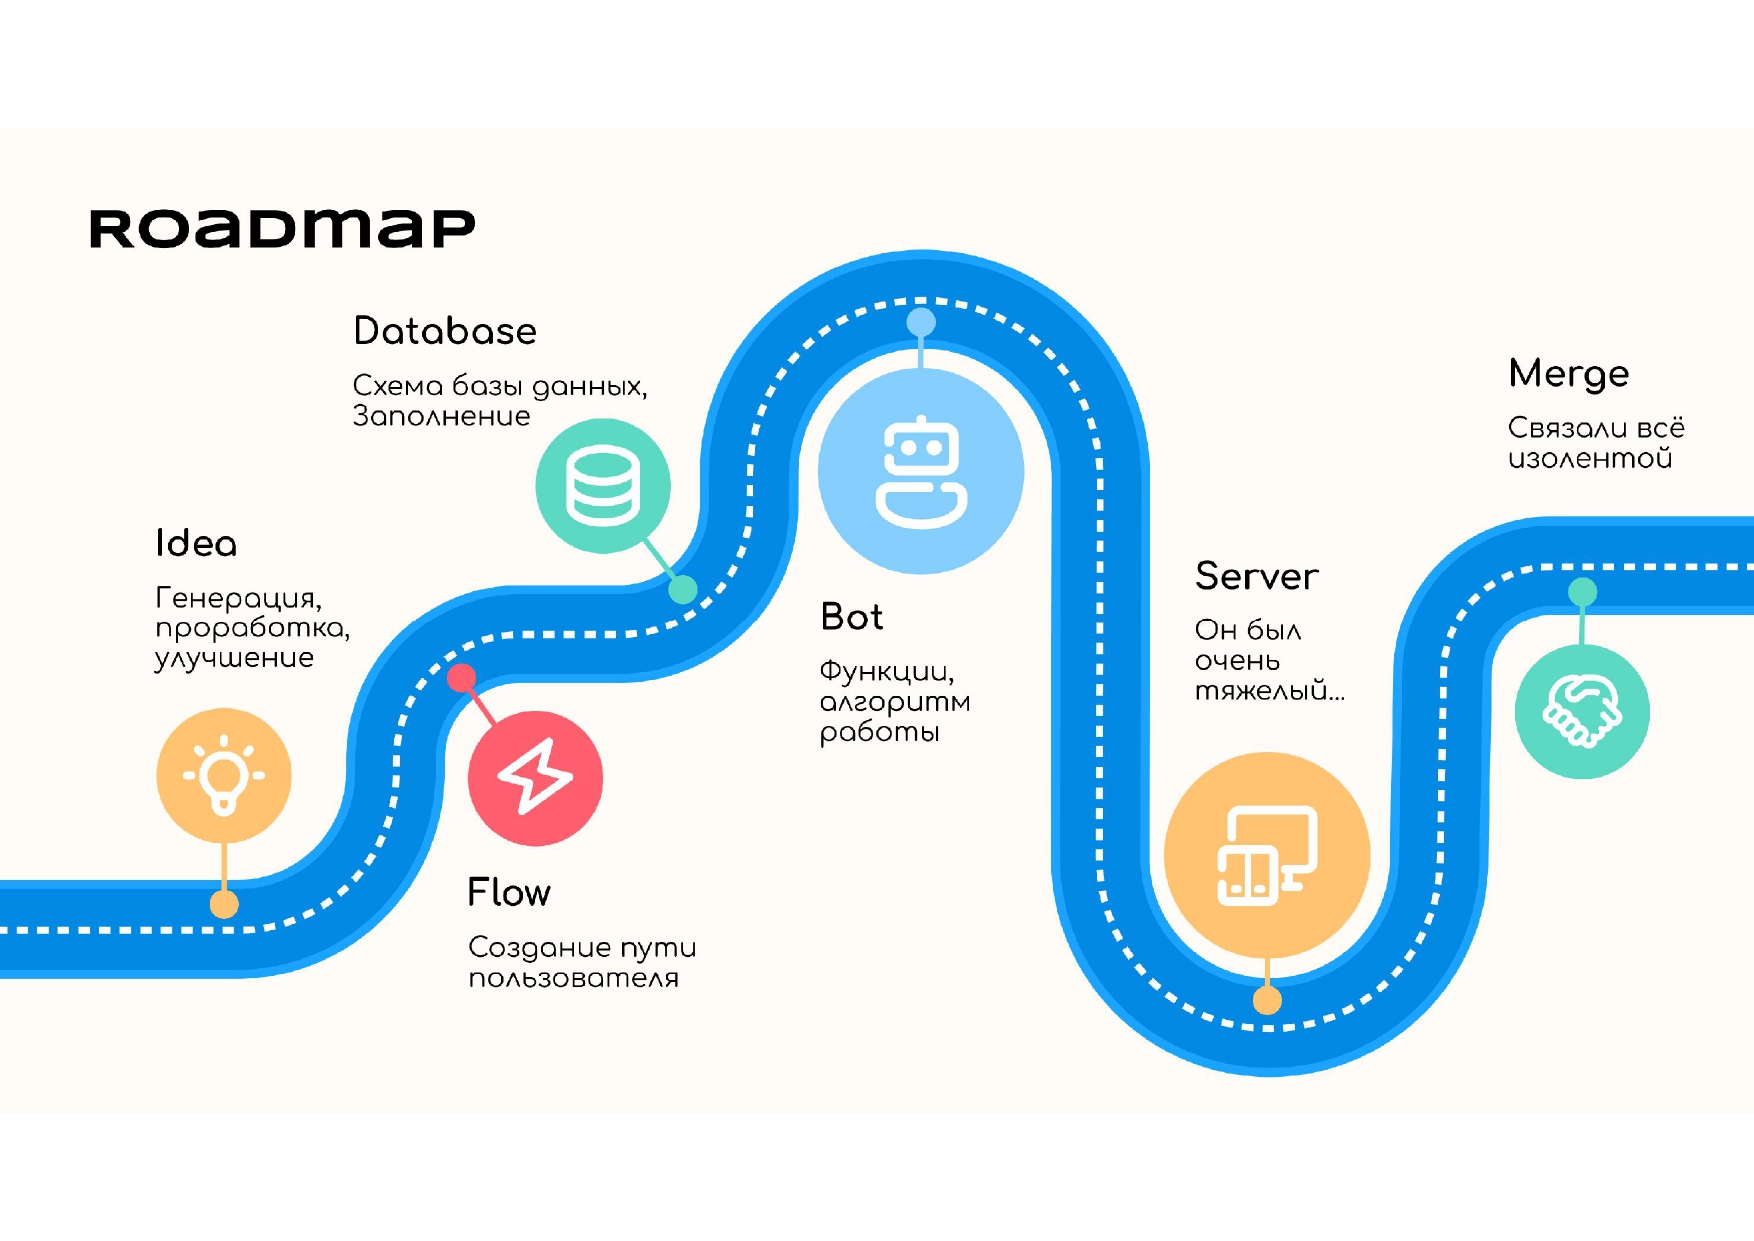 Roadmap
Idea
Генерация,
проработка,
улучшение
Flow
Создание пути
пользователя
Database
Схема базы данных,
Заполнение
Bot
Функции,
алгоритм
работы
Server
Он был
очень
тяжелый...
Merge
Связали всё
изолентой